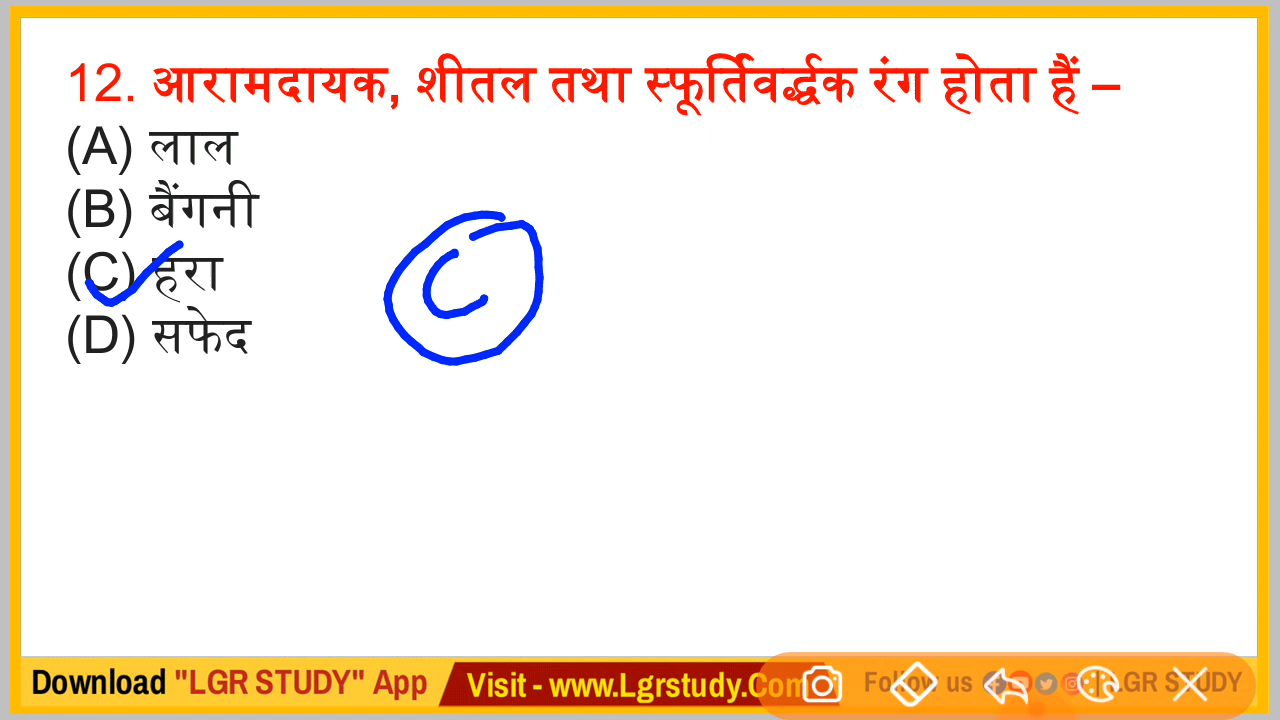 12. आरामदायक, शीतल तथा स्फूर्तिवर्द्धक रंग होता हैं –
(A) लाल
(B) बैंगनी
(C) हरा
(D) सफेद
C
Download "LGR STUDY" App
Visit - www.Lgrstudy.Com
Follow us
LGR STUDY